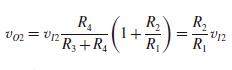 v_{O2} = v_{I2} \frac{R_4}{R_3 + R_4} \left( 1 + \frac{R_2}{R_1} \right) = \frac{R_2}{R_1} v_{I2}